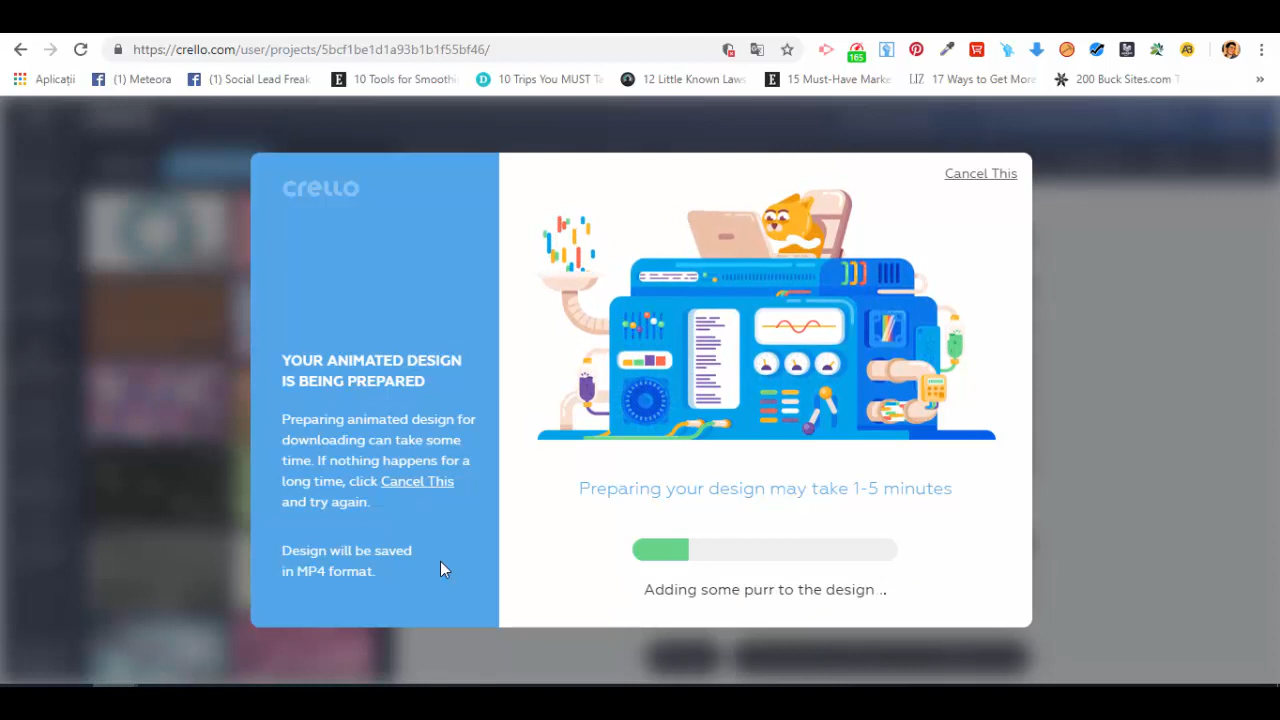 https://crello.com/user/projects/5bcf1be1d1a93b1b1f55bf46/
165
Aplicații
(1) Meteora
(1) Social Lead Freak
10 Tools for Smoothi
10 Trips You MUST Ta
12 Little Known Laws
15 Must-Have Marke
17 Ways to Get More
200 Buck Sites.com T
crello
Cancel This
YOUR ANIMATED DESIGN
IS BEING PREPARED
Preparing animated design for
downloading can take some
time. If nothing happens for a
long time, click Cancel This
and try again.
Design will be saved
in MP4 format.
Preparing your design may take 1-5 minutes
Adding some purr to the design ..